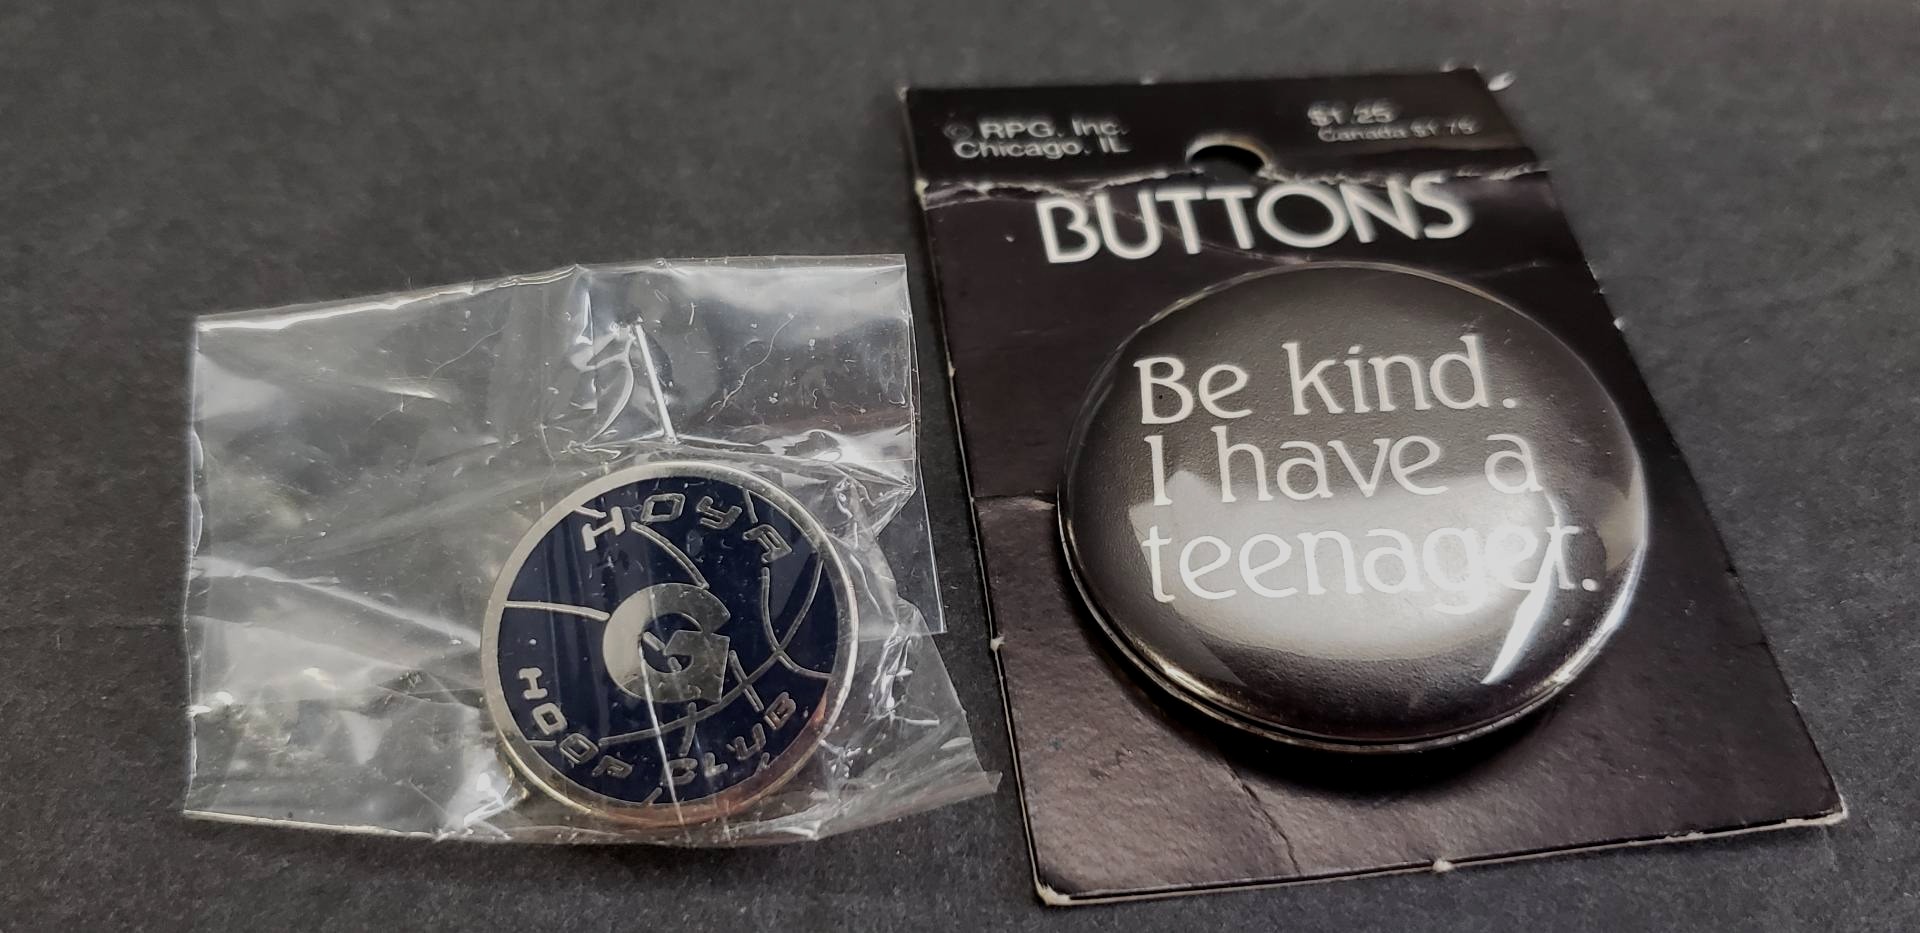 HOYA
G
HOOP CLUB
© RPG. Inc.
Chicago, IL
$1.25
Canada $1.75
BUTTONS
Be kind.
I have a
teenager.